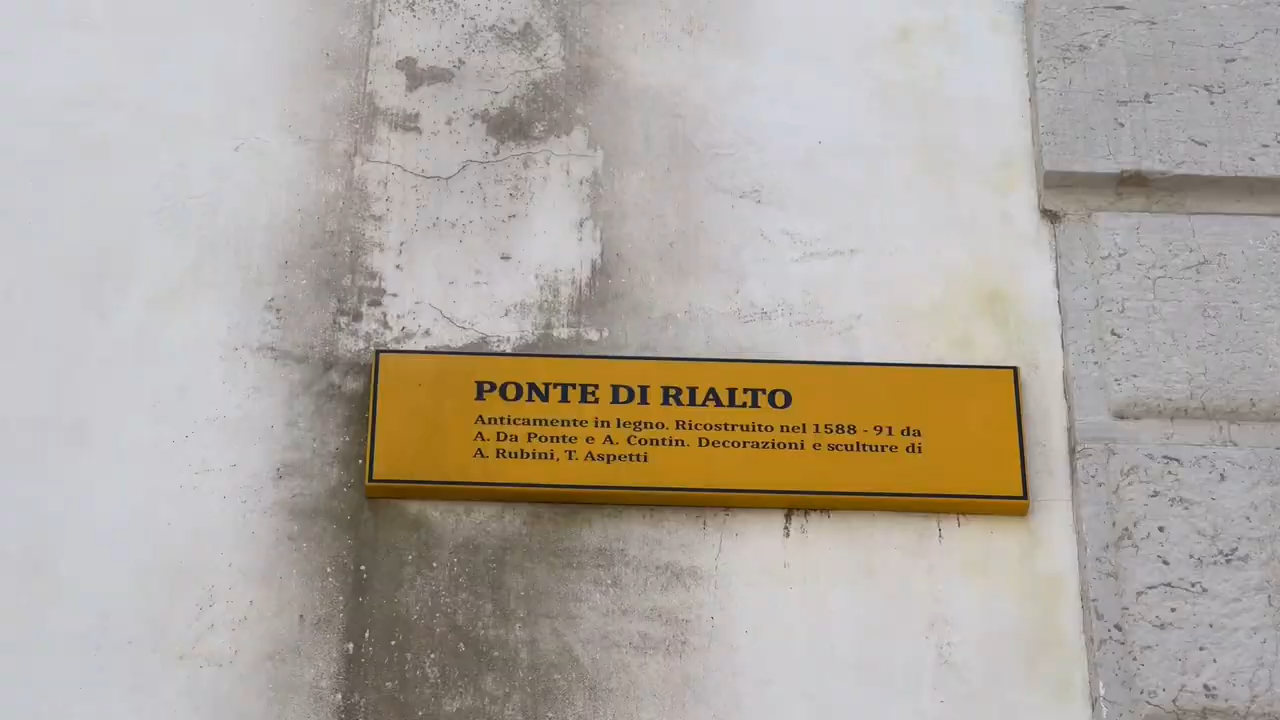 PONTE DI RIALTO
Anticamente in legno. Ricostruito nel 1588 - 91 da
A. Da Ponte e A. Contin. Decorazioni e sculture di
A. Rubini, T. Aspetti